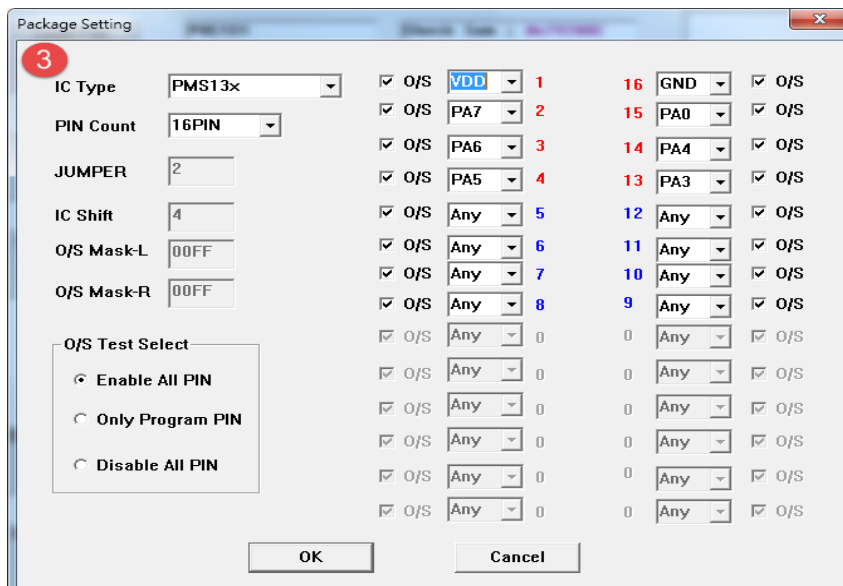 Package Setting
3
IC Type PMS13x
PIN Count 16PIN
JUMPER 2
IC Shift 4
O/S Mask-L 00FF
O/S Mask-R 00FF
O/S Test Select
Enable All PIN
Only Program PIN
Disable All PIN
O/S VDD 1 16 GND O/S
O/S PA7 2 15 PA0 O/S
O/S PA6 3 14 PA4 O/S
O/S PA5 4 13 PA3 O/S
O/S Any 5 12 Any O/S
O/S Any 6 11 Any O/S
O/S Any 7 10 Any O/S
O/S Any 8 9 Any O/S
O/S Any 0 0 Any O/S
O/S Any 0 0 Any O/S
O/S Any 0 0 Any O/S
O/S Any 0 0 Any O/S
O/S Any 0 0 Any O/S
O/S Any 0 0 Any O/S
OK Cancel